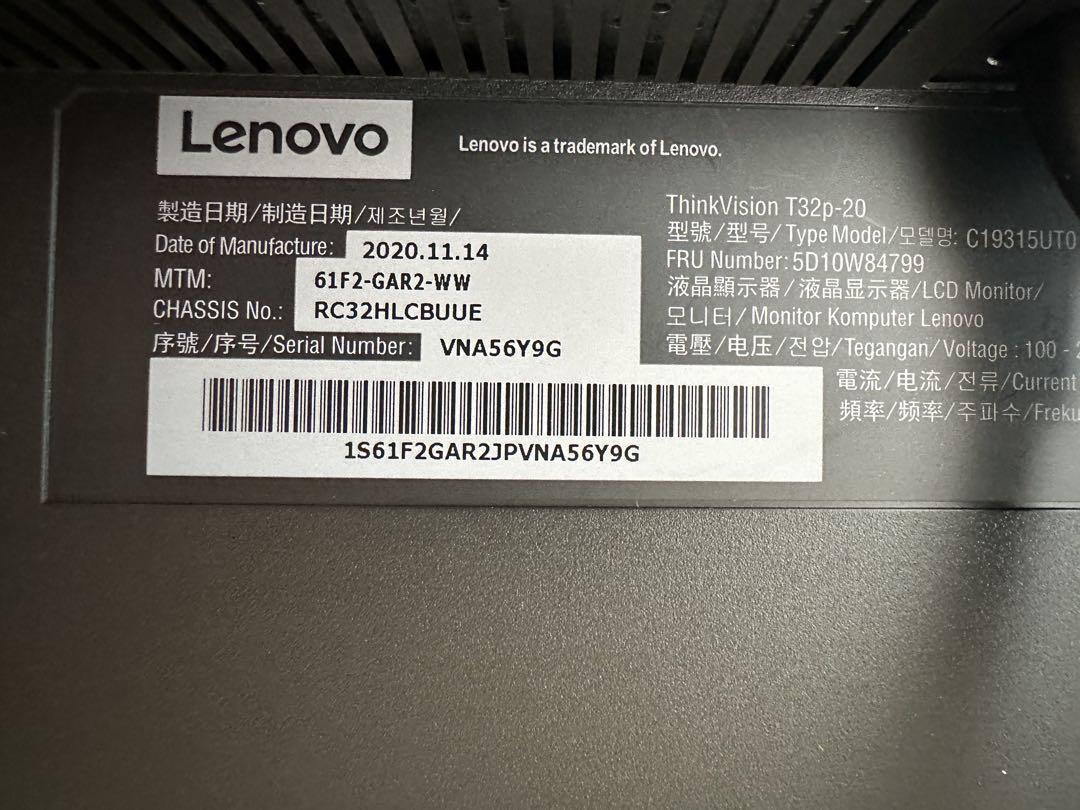 Lenovo
Lenovo is a trademark of Lenovo.
製造日期/制造日期/제조년월/
Date of Manufacture: 2020.11.14
MTM: 61F2-GAR2-WW
CHASSIS No.: RC32HLCBUUE
序號/序号/Serial Number: VNA56Y9G
1S61F2GAR2JPVNA56Y9G
ThinkVision T32p-20
型號/型号/Type Model/모델명: C19315UT0
FRU Number: 5D10W84799
液晶顯示器/液晶显示器/LCD Monitor/
모니터/Monitor Komputer Lenovo
電壓/电压/전압/Tegangan/Voltage : 100 -
電流/电流/전류/Current
頻率/频率/주파수/Freku